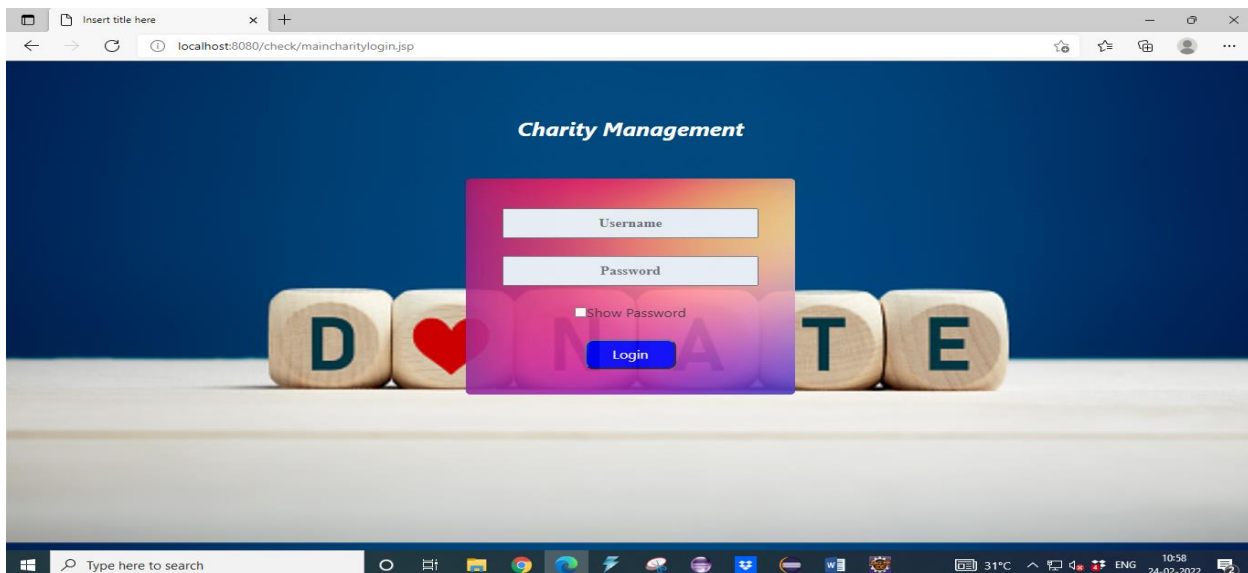 Insert title here
localhost:8080/check/maincharitylogin.jsp
Charity Management
Username
Password
Show Password
D N A T E
Login
Type here to search
31°C
ENG
10:58
24-02-2022
2